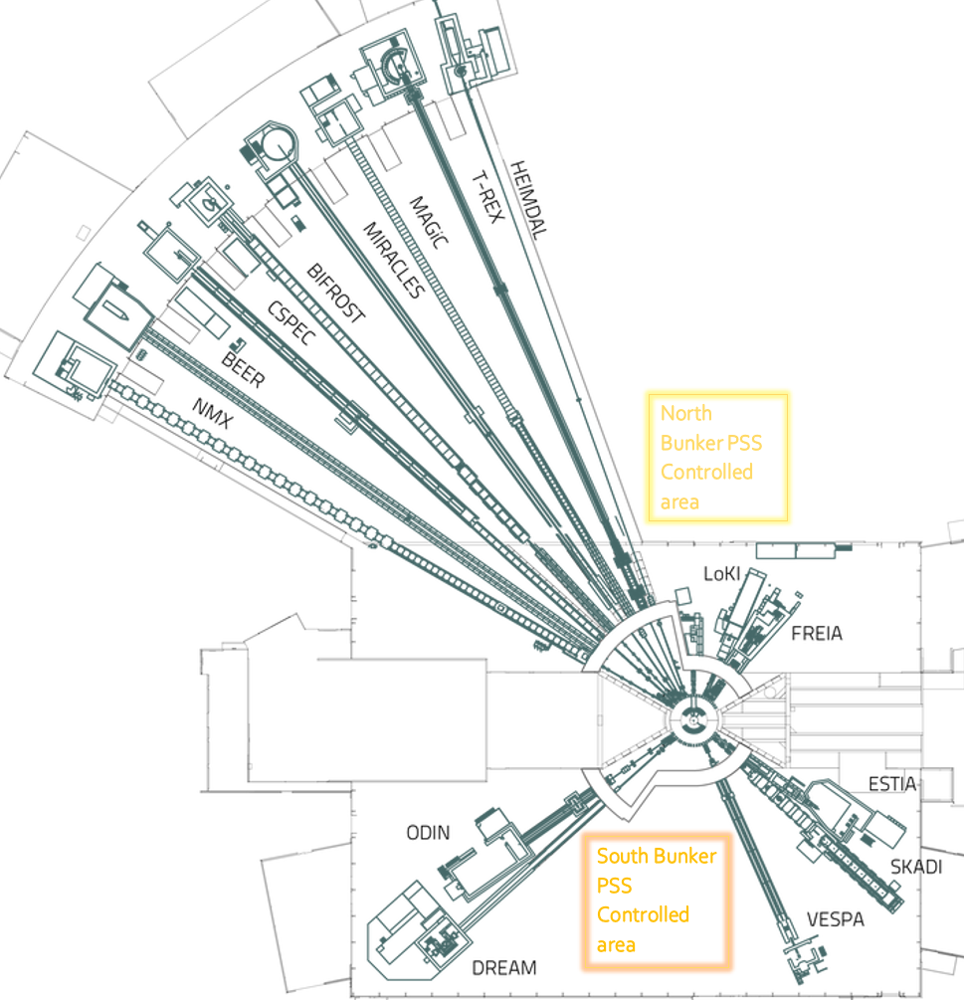 HEIMDAL
T-REX
MAGiC
MIRACLES
BIFROST
CSPEC
BEER
NMX
North
Bunker PSS
Controlled
area
LoKI
FREIA
ESTIA
SKADI
VESPA
ODIN
DREAM
South Bunker
PSS
Controlled
area